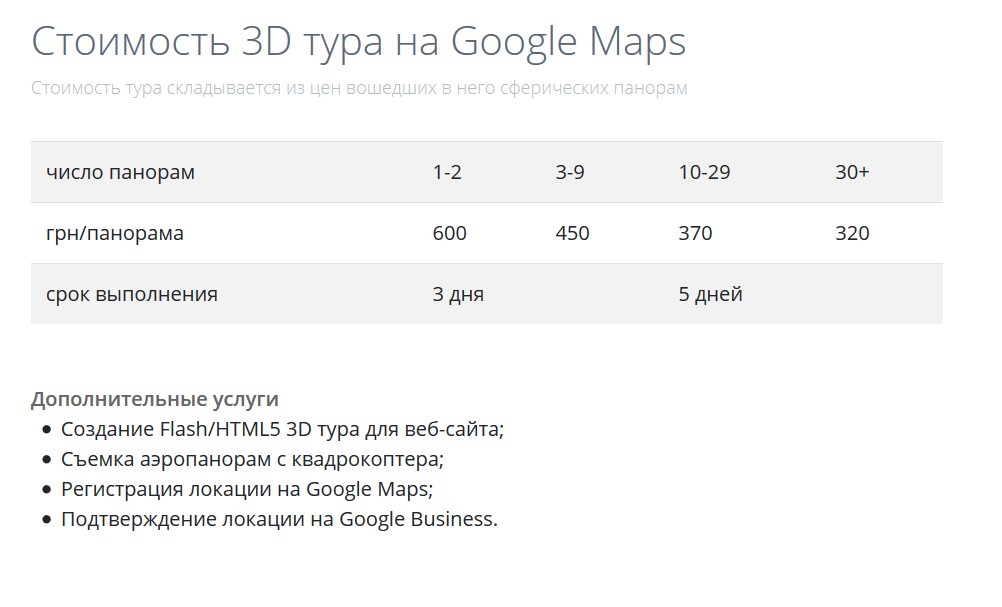 Стоимость 3D тура на Google Maps
Стоимость тура складывается из цен вошедших в него сферических панорам
число панорам 1-2 3-9 10-29 30+
грн/панорама 600 450 370 320
срок выполнения 3 дня 5 дней
Дополнительные услуги
• Создание Flash/HTML5 3D тура для веб-сайта;
• Съемка аэропанорам с квадрокоптера;
• Регистрация локации на Google Maps;
• Подтверждение локации на Google Business.